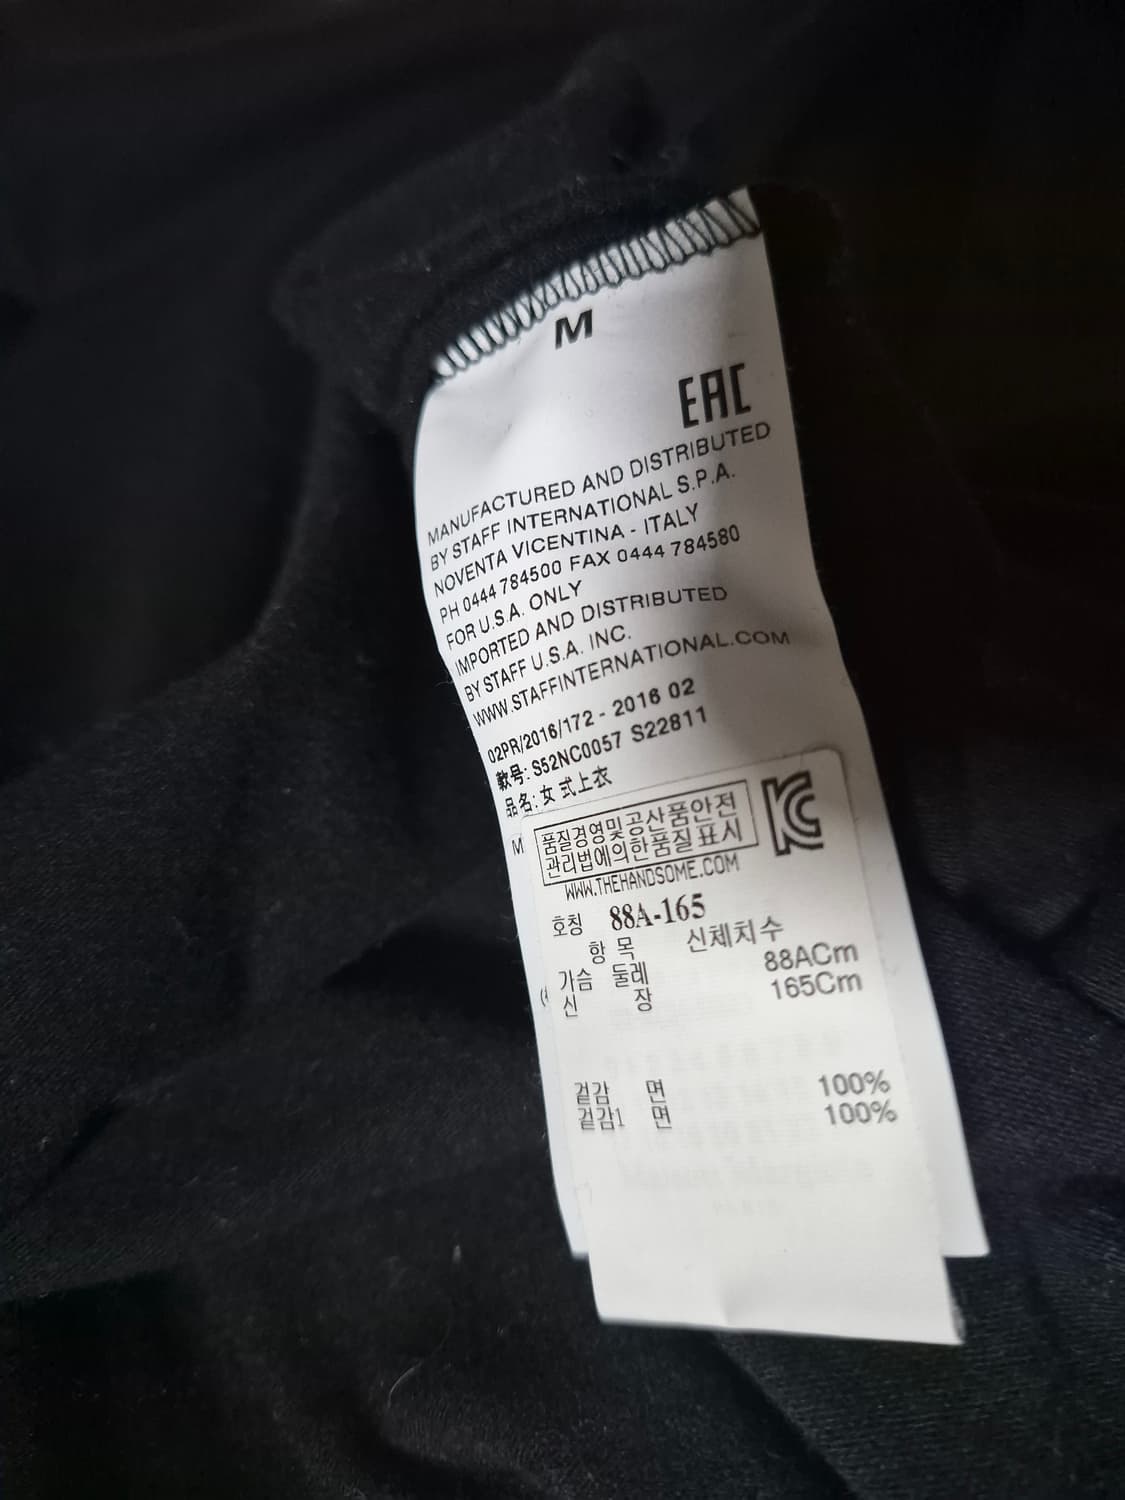 M
EAC
MANUFACTURED AND DISTRIBUTED
BY STAFF INTERNATIONAL S.P.A.
NOVENTA VICENTINA - ITALY
PH 0444 784500 FAX 0444 784580
FOR U.S.A. ONLY
IMPORTED AND DISTRIBUTED
BY STAFF U.S.A. INC.
WWW.STAFFINTERNATIONAL.COM
02PR/2016/172 - 2016 02
款号: S52NC0057 S22811
品名: 女式上衣
M
품질경영및공산품안전
관리법에의한품질표시
KC
WWW.THEHANDSOME.COM
호칭 88A-165
항 목 신체치수
가슴 둘레 88ACm
신 장 165Cm
겉감 면 100%
겉감1 면 100%